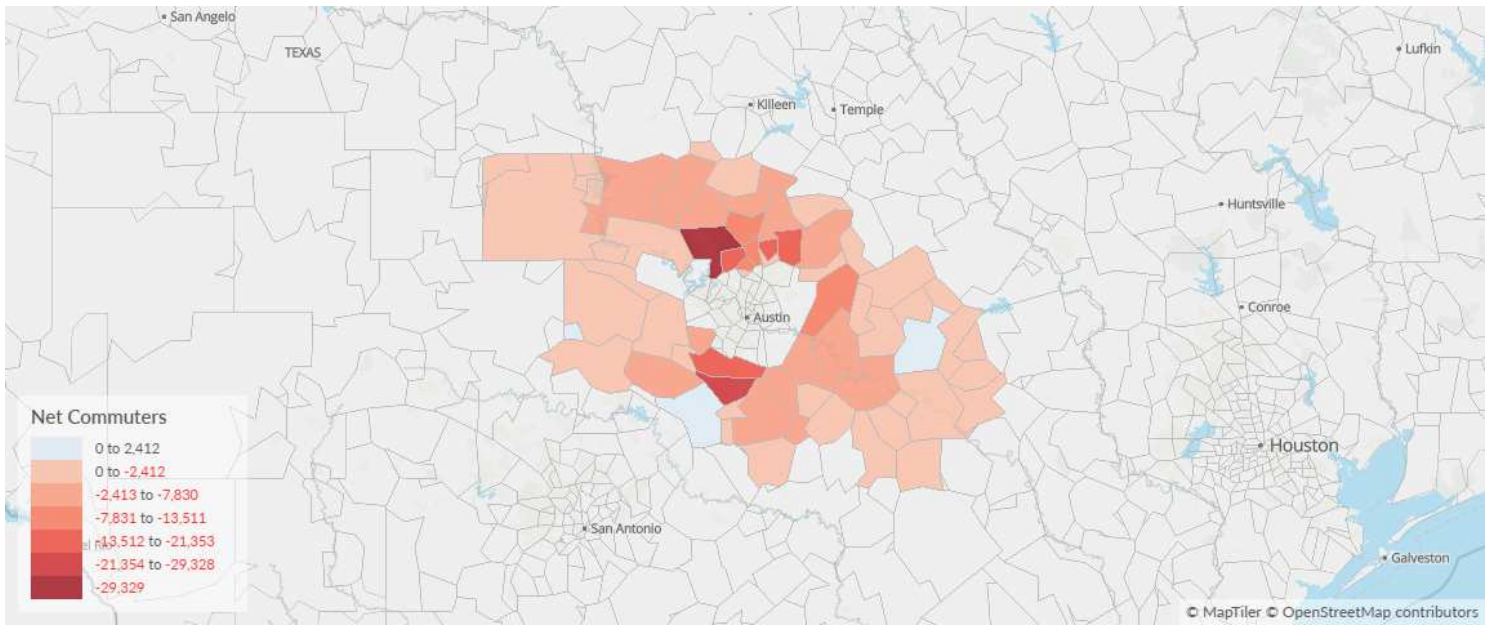 San Angelo
TEXAS
Lufkin
Killeen
Temple
Huntsville
Conroe
Austin
Net Commuters
0 to 2,412
0 to -2,412
-2,413 to -7,830
-7,831 to -13,511
-13,512 to -21,353
-21,354 to -29,328
-29,329
Houston
San Antonio
Galveston
© MapTiler © OpenStreetMap contributors